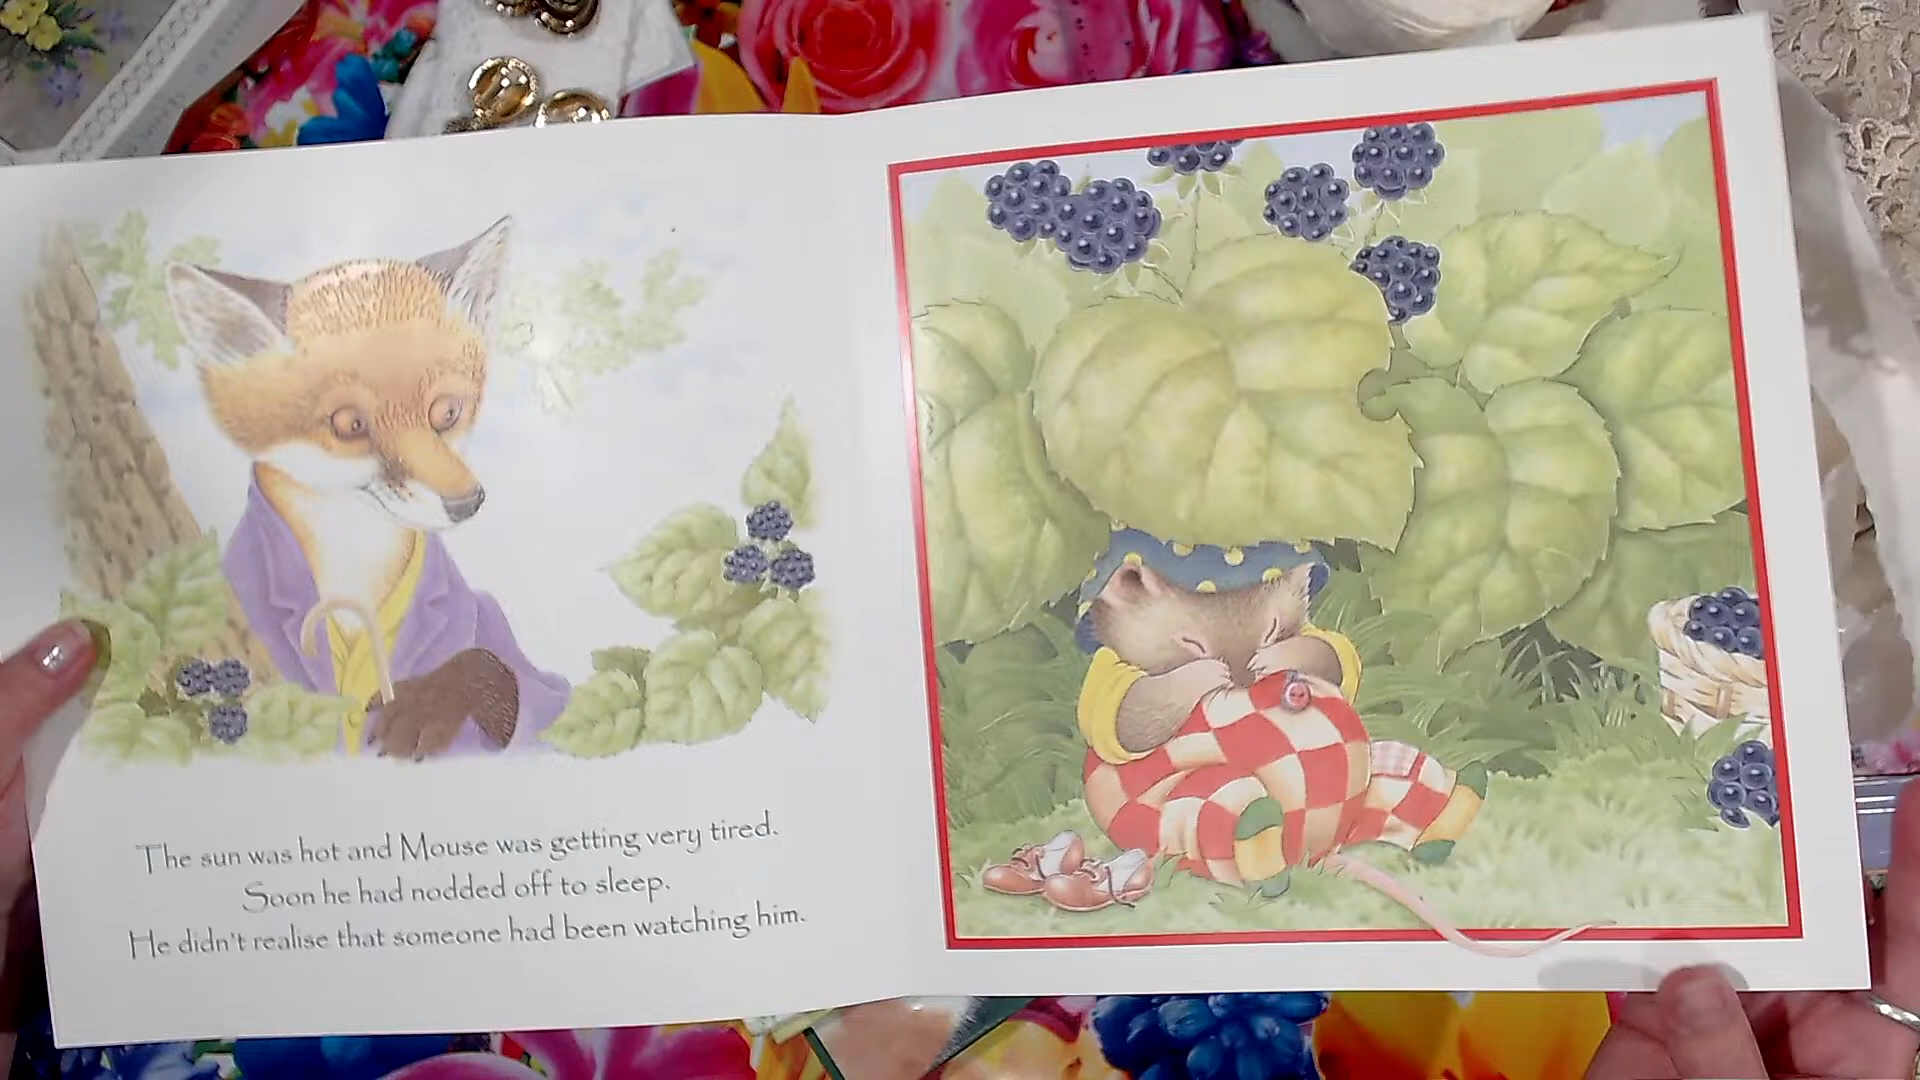 The sun was hot and Mouse was getting very tired.
Soon he had nodded off to sleep.
He didn't realise that someone had been watching him.